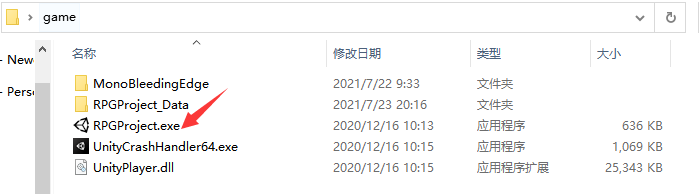 game
名称
修改日期
类型
大小
- New
- Perso
MonoBleedingEdge 2021/7/22 9:33 文件夹
RPGProject_Data 2021/7/23 20:16 文件夹
RPGProject.exe 2020/12/16 10:13 应用程序 636 KB
UnityCrashHandler64.exe 2020/12/16 10:15 应用程序 1,069 KB
UnityPlayer.dll 2020/12/16 10:15 应用程序扩展 25,343 KB